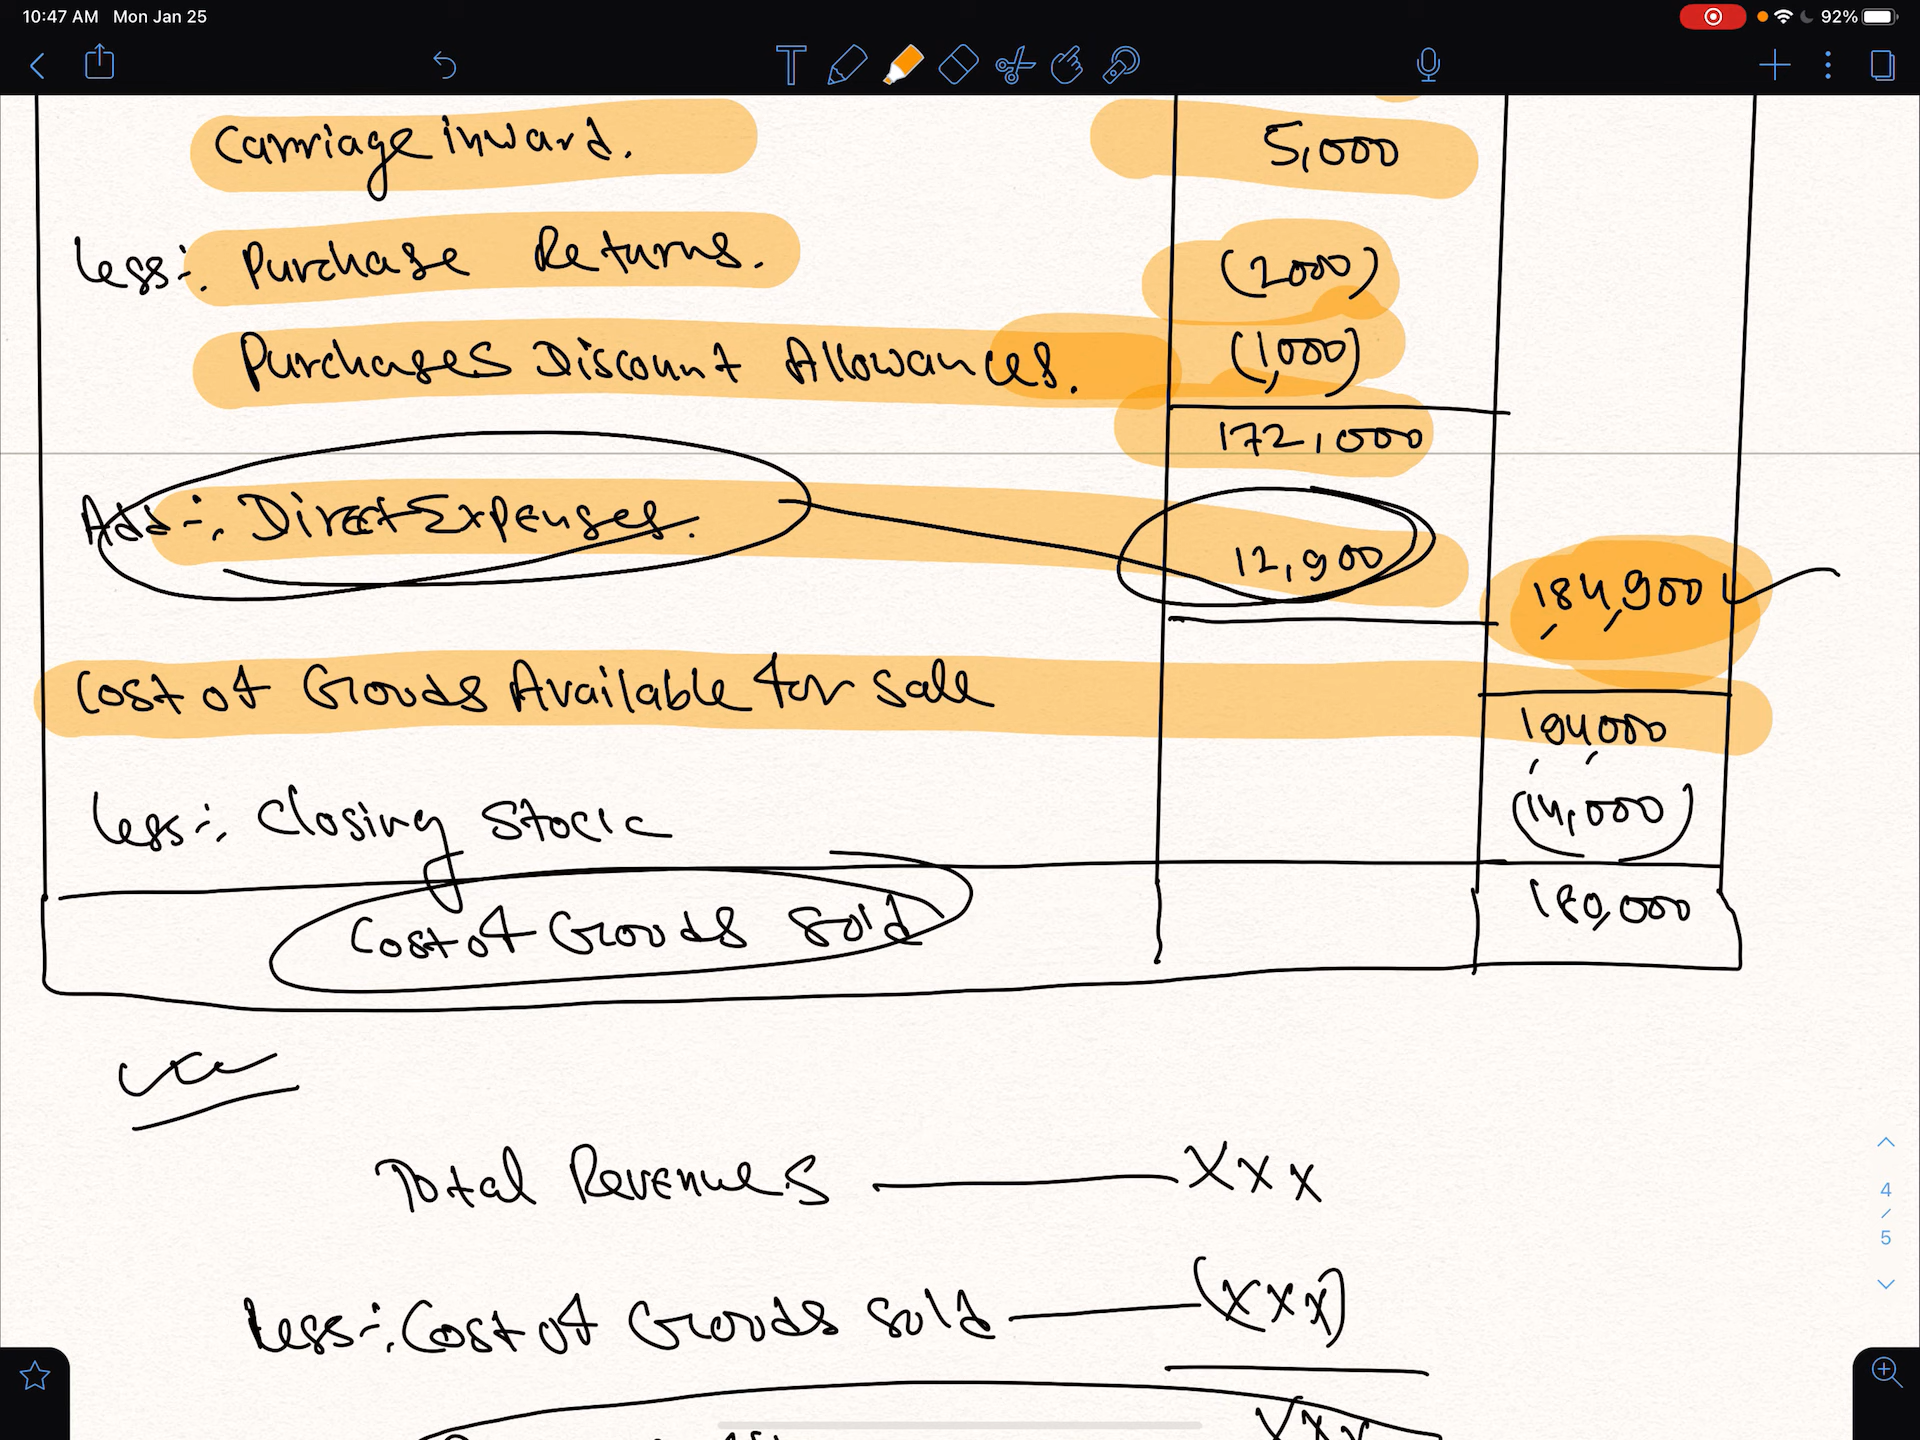 10:47 AM Mon Jan 25 92%
Carriage inward. 5,000
Less:. Purchase Returns. (2000)
Purchases Discount Allowances. (1,000)
172,000
Add:. Direct Expenses. 12,900 184,900
Cost of Goods Available for sale 194,000
Less:. Closing Stock (14,000)
Cost of Goods Sold 180,000
Total Revenues XXX
Less:. Cost of Goods Sold (XXX)
XXX
4
/
5